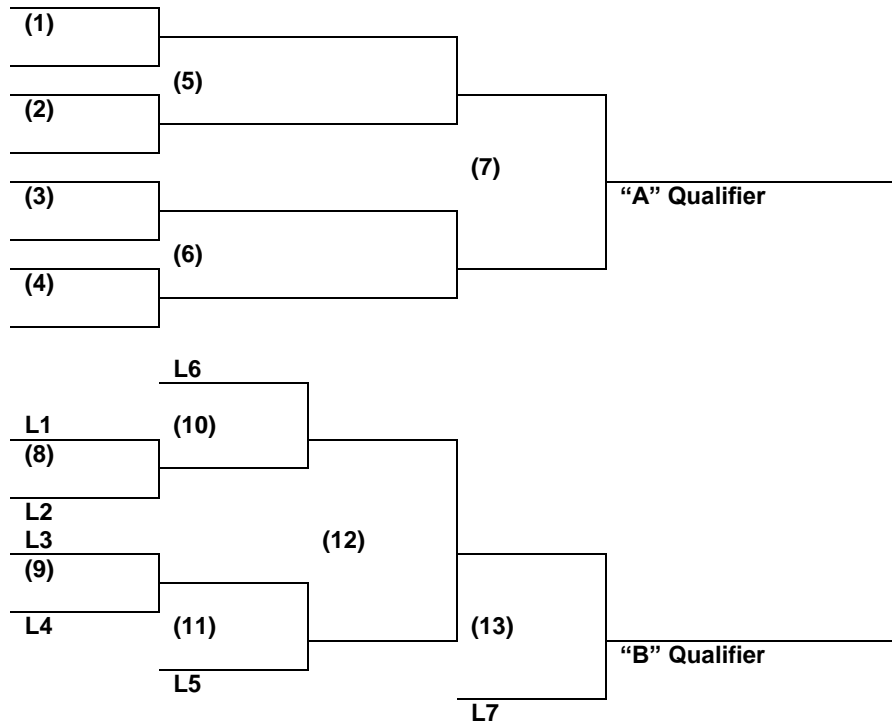 (1)
(5)
(2)
(7)
(3)
“A” Qualifier
(6)
(4)
L6
L1
(10)
(8)
L2
L3
(12)
(9)
L4
(11)
(13)
“B” Qualifier
L5
L7